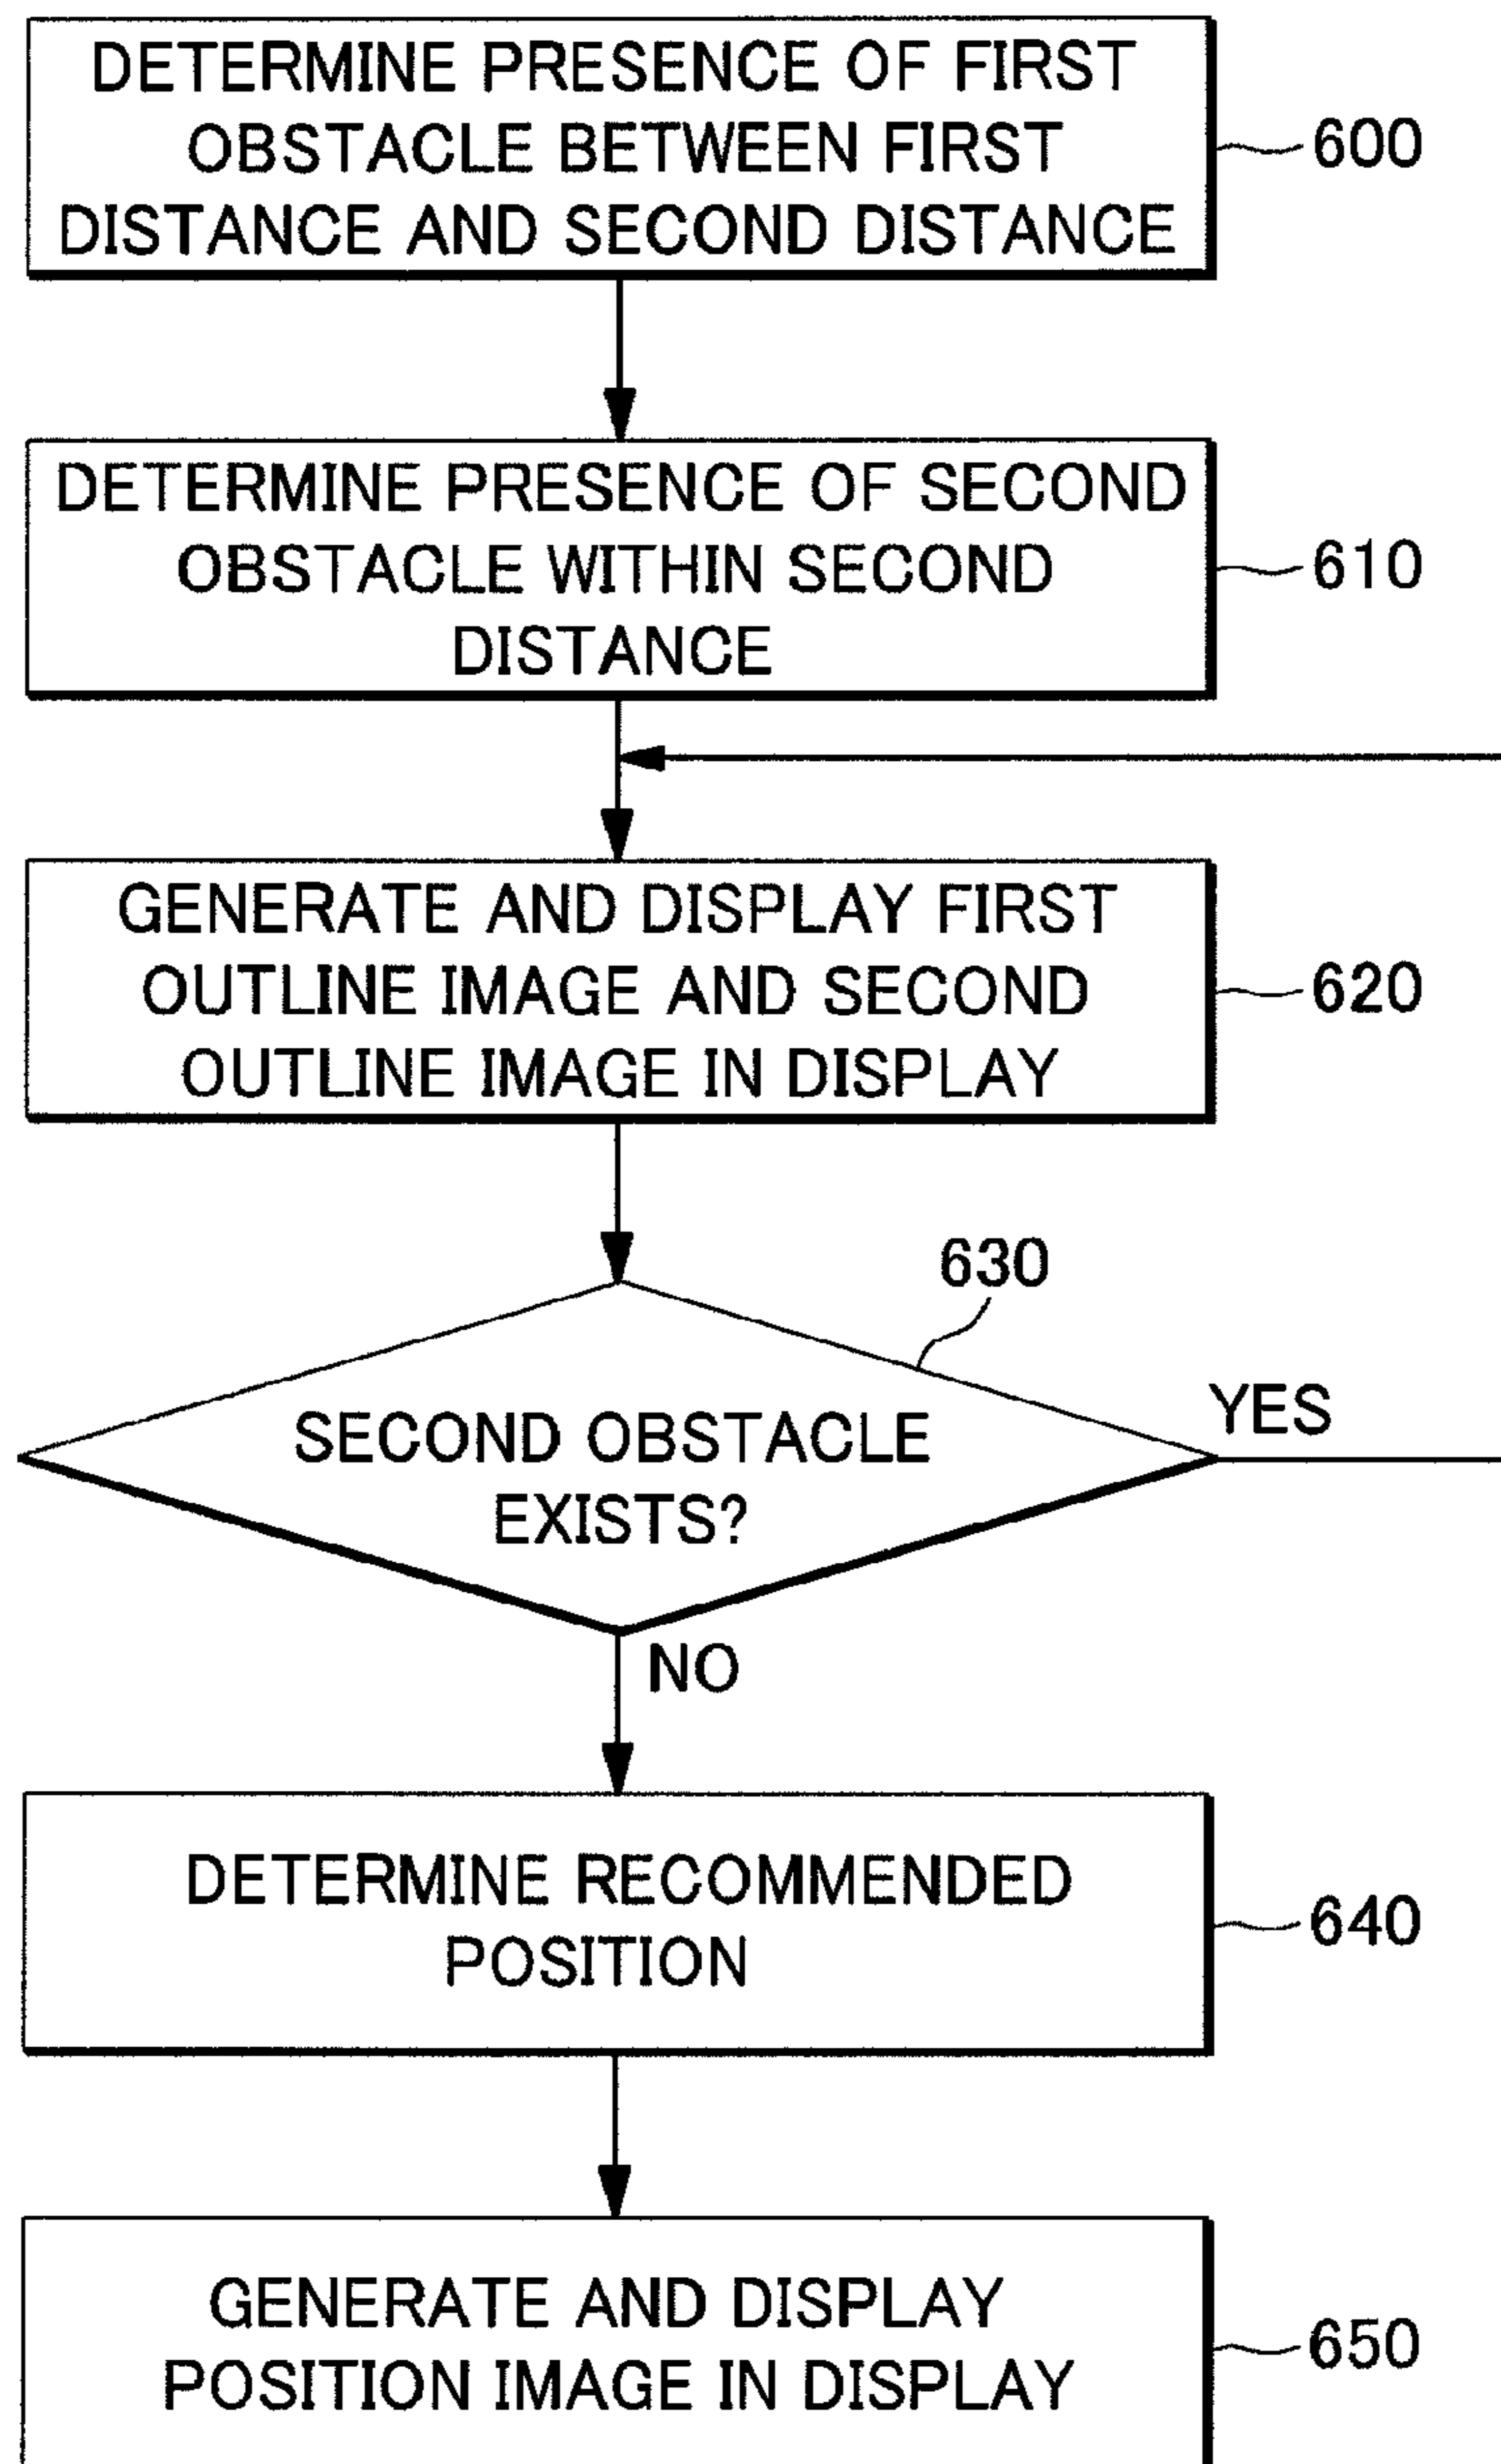 DETERMINE PRESENCE OF FIRST
OBSTACLE BETWEEN FIRST
DISTANCE AND SECOND DISTANCE
600
DETERMINE PRESENCE OF SECOND
OBSTACLE WITHIN SECOND
DISTANCE
610
GENERATE AND DISPLAY FIRST
OUTLINE IMAGE AND SECOND
OUTLINE IMAGE IN DISPLAY
620
630
SECOND OBSTACLE
EXISTS?
YES
NO
DETERMINE RECOMMENDED
POSITION
640
GENERATE AND DISPLAY
POSITION IMAGE IN DISPLAY
650